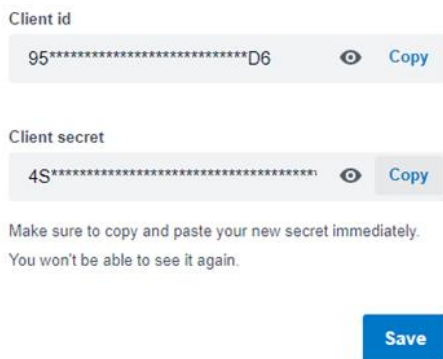 Client id
95****************************D6 Copy
Client secret
4S************************************* Copy
Make sure to copy and paste your new secret immediately.
You won't be able to see it again.
Save